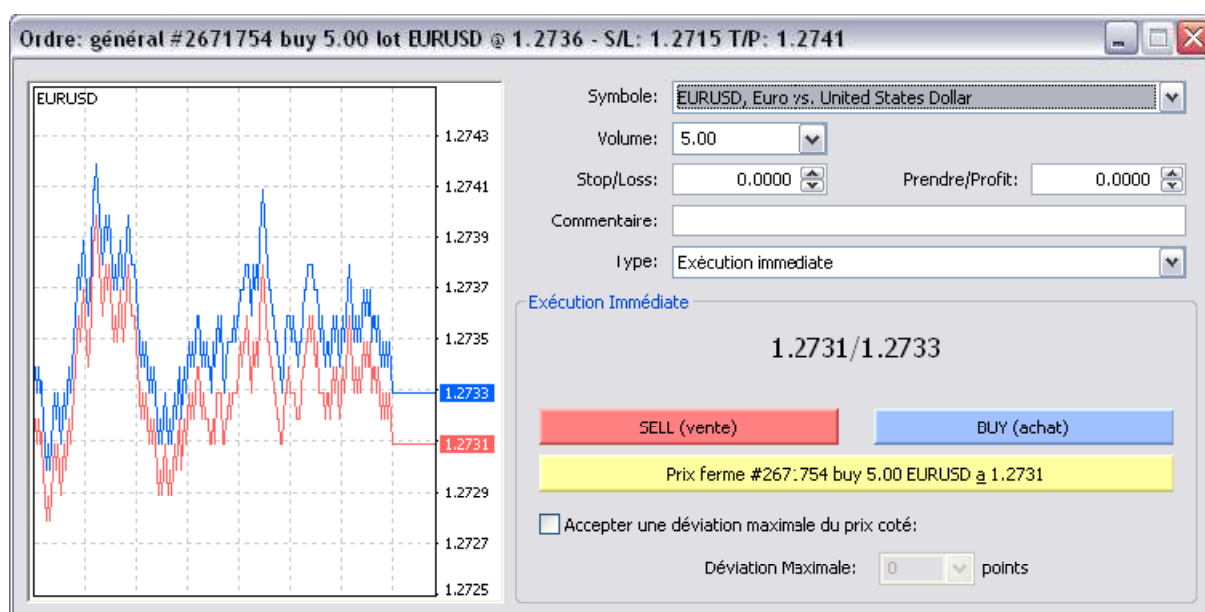 Ordre: général #2671754 buy 5.00 lot EURUSD @ 1.2736 - S/L: 1.2715 T/P: 1.2741
EURUSD
1.2743
1.2741
1.2739
1.2737
1.2735
1.2733
1.2731
1.2729
1.2727
1.2725
Symbole: EURUSD, Euro vs. United States Dollar
Volume: 5.00
Stop/Loss: 0.0000 Prendre/Profit: 0.0000
Commentaire:
Type: Exécution immediate
Exécution Immédiate
1.2731/1.2733
SELL (vente) BUY (achat)
Prix ferme #2671754 buy 5.00 EURUSD a 1.2731
Accepter une déviation maximale du prix coté:
Déviation Maximale: 0 points